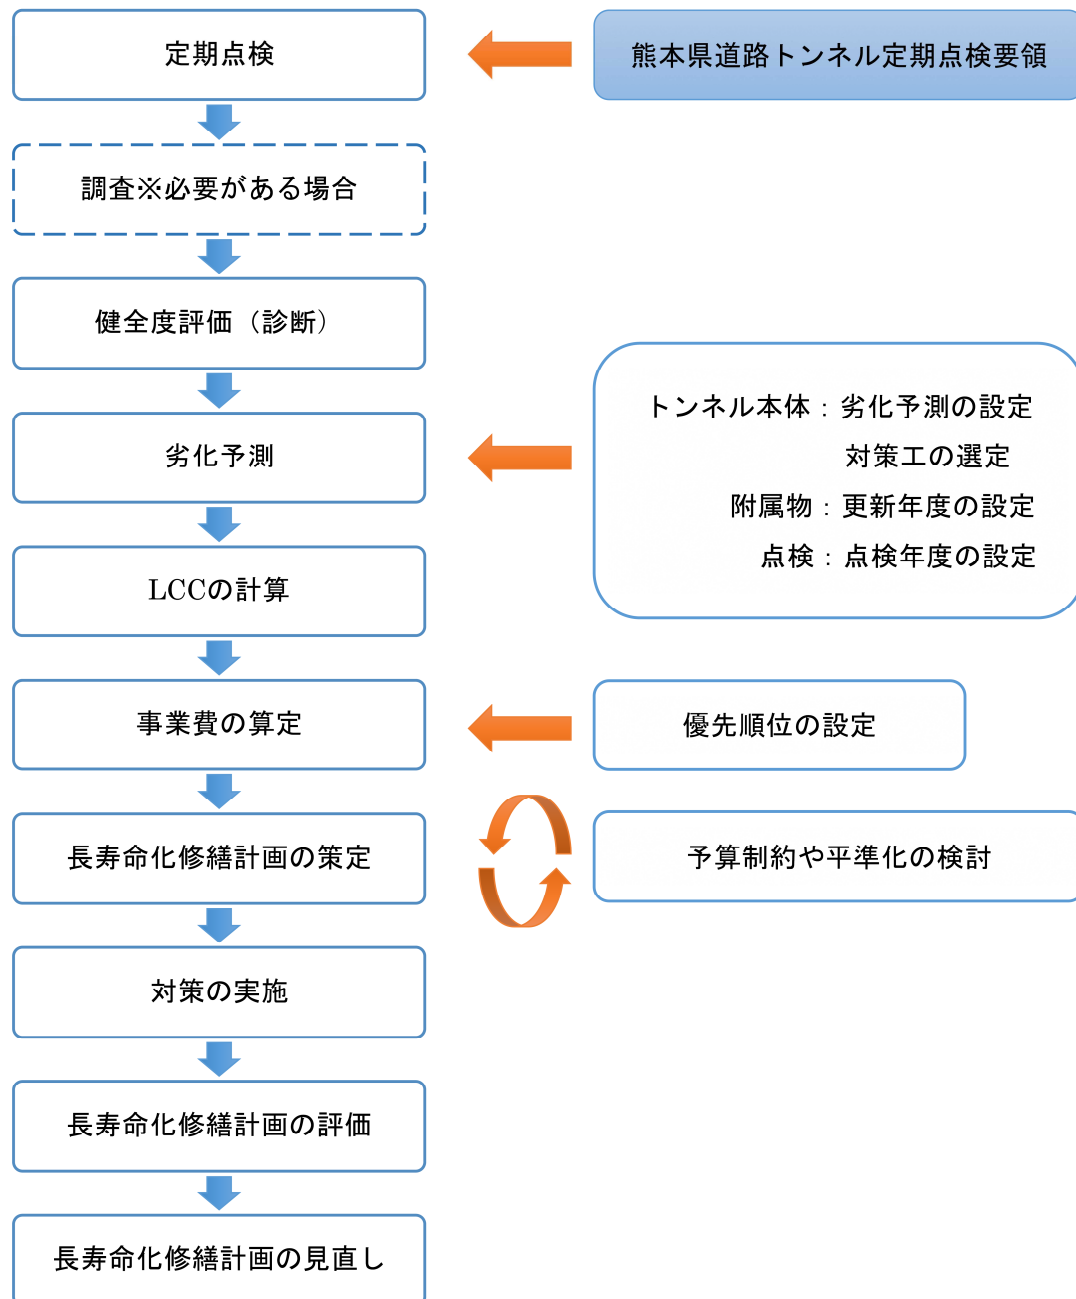 定期点検
熊本県道路トンネル定期点検要領
調査※必要がある場合
健全度評価（診断）
劣化予測
トンネル本体：劣化予測の設定
対策工の選定
附属物：更新年度の設定
点検：点検年度の設定
LCCの計算
事業費の算定
優先順位の設定
長寿命化修繕計画の策定
予算制約や平準化の検討
対策の実施
長寿命化修繕計画の評価
長寿命化修繕計画の見直し